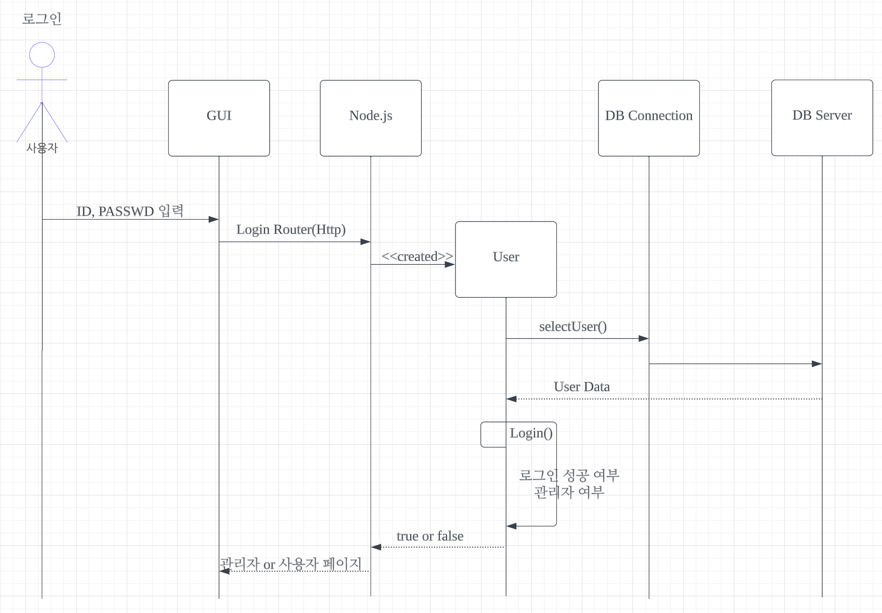 로그인
사용자
GUI
Node.js
DB Connection
DB Server
ID, PASSWD 입력
Login Router(Http)
<<created>>
User
selectUser()
User Data
Login()
로그인 성공 여부
관리자 여부
true or false
관리자 or 사용자 페이지